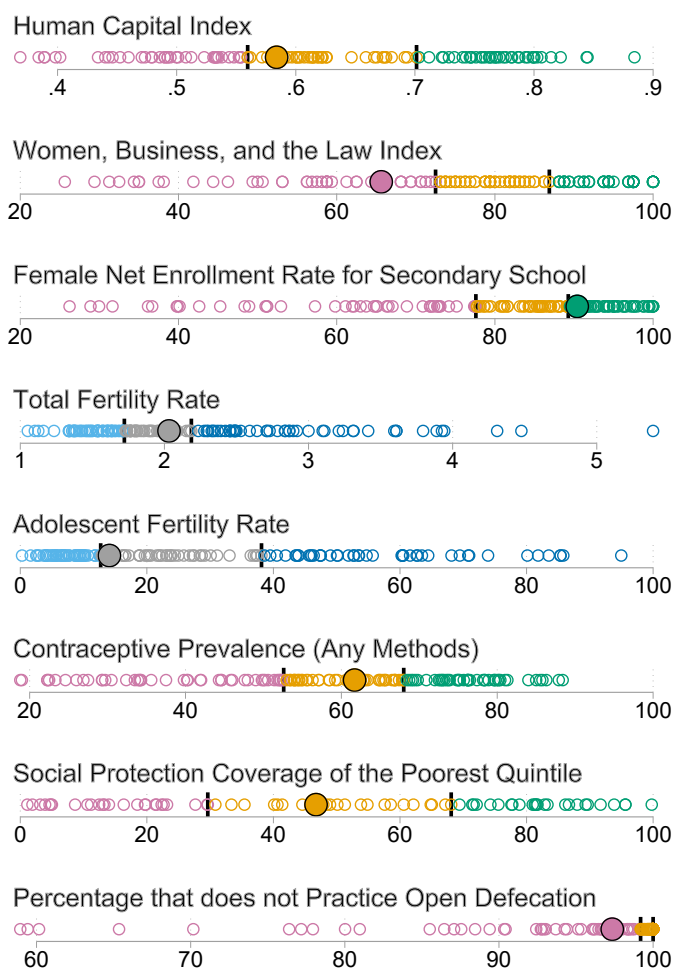 Human Capital Index
.4 .5 .6 .7 .8 .9
Women, Business, and the Law Index
20 40 60 80 100
Female Net Enrollment Rate for Secondary School
20 40 60 80 100
Total Fertility Rate
1 2 3 4 5
Adolescent Fertility Rate
0 20 40 60 80 100
Contraceptive Prevalence (Any Methods)
20 40 60 80 100
Social Protection Coverage of the Poorest Quintile
0 20 40 60 80 100
Percentage that does not Practice Open Defecation
60 70 80 90 100